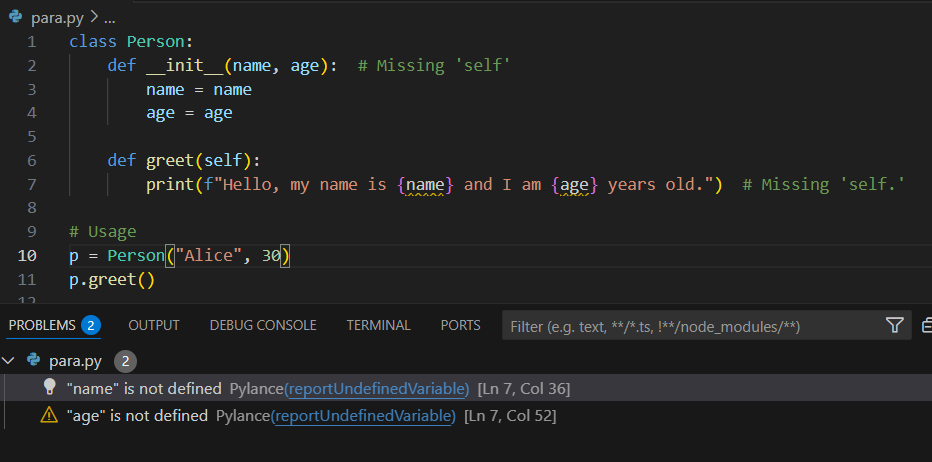 para.py > ...
1 class Person:
2     def __init__(name, age):  # Missing 'self'
3         name = name
4         age = age
5
6     def greet(self):
7         print(f"Hello, my name is {name} and I am {age} years old.")  # Missing 'self.'
8
9 # Usage
10 p = Person("Alice", 30)
11 p.greet()
12
PROBLEMS 2 OUTPUT DEBUG CONSOLE TERMINAL PORTS Filter (e.g. text, **/*.ts, !**/node_modules/**)
para.py 2
"name" is not defined Pylance(reportUndefinedVariable) [Ln 7, Col 36]
"age" is not defined Pylance(reportUndefinedVariable) [Ln 7, Col 52]